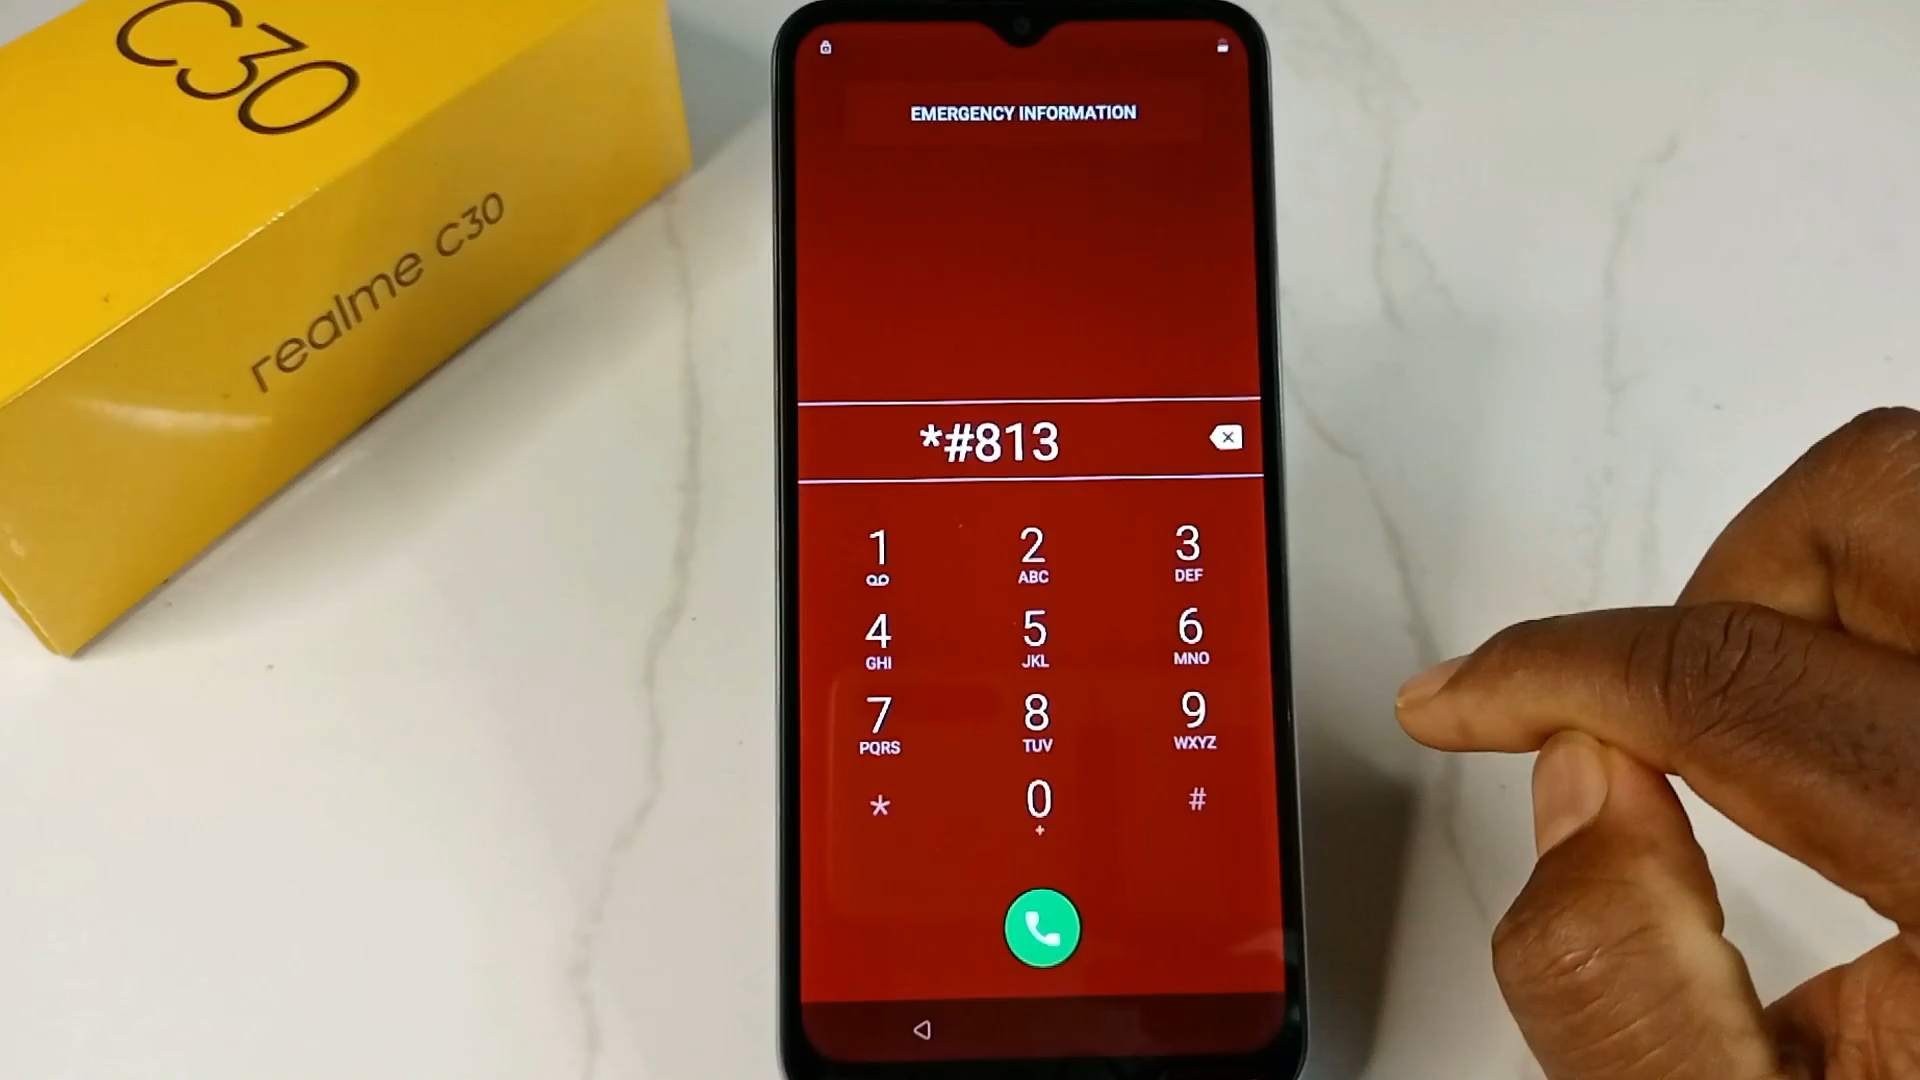 C30
realme C30
EMERGENCY INFORMATION
*#813
1 2 3
ABC DEF
4 5 6
GHI JKL MNO
7 8 9
PQRS TUV WXYZ
* 0 #
+